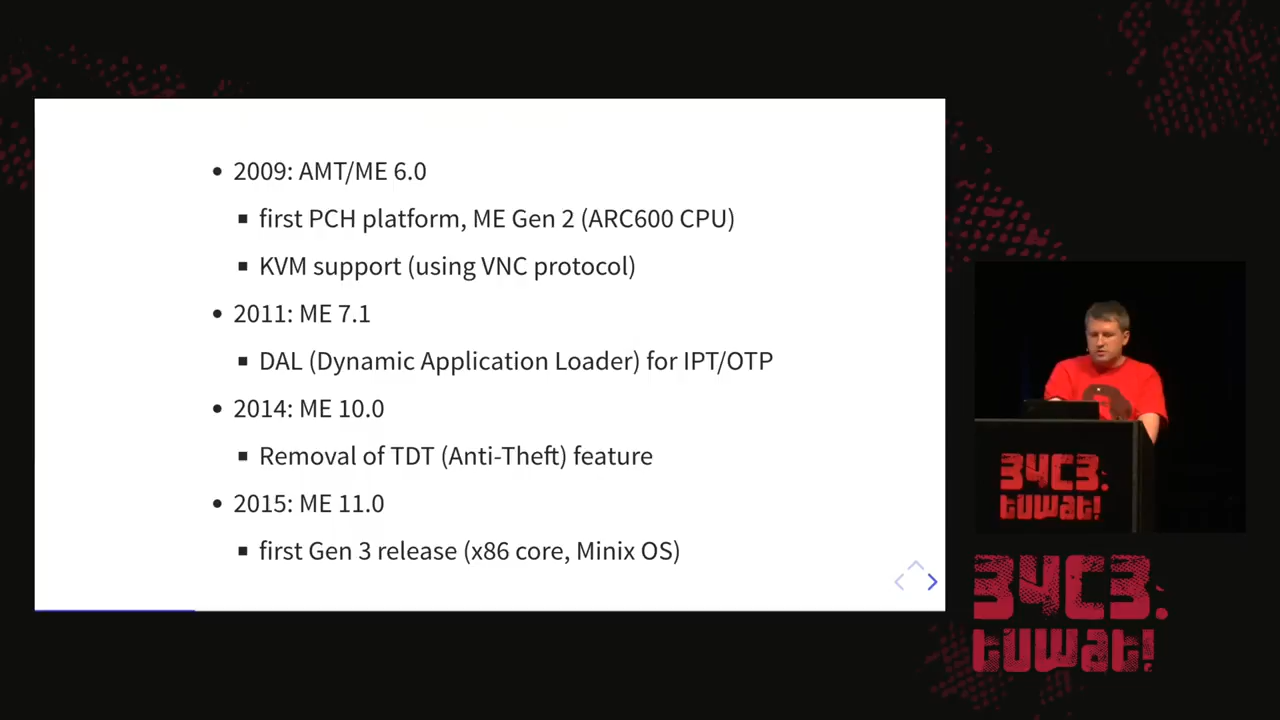 2009: AMT/ME 6.0
first PCH platform, ME Gen 2 (ARC600 CPU)
KVM support (using VNC protocol)
2011: ME 7.1
DAL (Dynamic Application Loader) for IPT/OTP
2014: ME 10.0
Removal of TDT (Anti-Theft) feature
2015: ME 11.0
first Gen 3 release (x86 core, Minix OS)
34C3.
tuwat!
34C3.
tuwat!